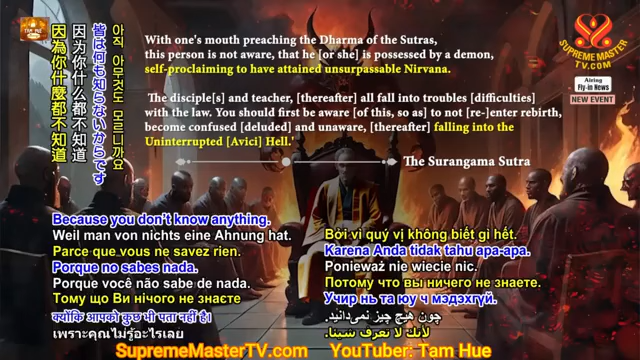 因為你什麼都不知道
因为你什么都不知道
皆は何も知らないからです
아직 아무것도 모르니까요
With one's mouth preaching the Dharma of the Sutras,
this person is not aware, that he [or she] is possessed by a demon,
self-proclaiming to have attained unsurpassable Nirvana.
'The disciple[s] and teacher, [thereafter] all fall into troubles [difficulties]
with the law. You should first be aware [of this, so as] to not [re-]enter rebirth,
become confused [deluded] and unaware, [thereafter] falling into the
Uninterrupted [Avici] Hell.'
The Surangama Sutra
SUPREME MASTER
TV.COM
Airing
Fly-in News
NEW EVENT
Because you don't know anything.
Weil man von nichts eine Ahnung hat.
Parce que vous ne savez rien.
Porque no sabes nada.
Porque você não sabe de nada.
Тому що Ви нічого не знаєте
क्योंकि आपको कुछ भी पता नहीं है।
เพราะคุณไม่รู้อะไรเลย
Bởi vì quý vị không biết gì hết.
Karena Anda tidak tahu apa-apa.
Ponieważ nie wiecie nic.
Потому что вы ничего не знаете.
Учир нь та юу ч мэдэхгүй.
چون هیچ چیز نمی‌دانید.
لأنك لا تعرف شيئا.
SupremeMasterTV.com YouTuber: Tam Hue